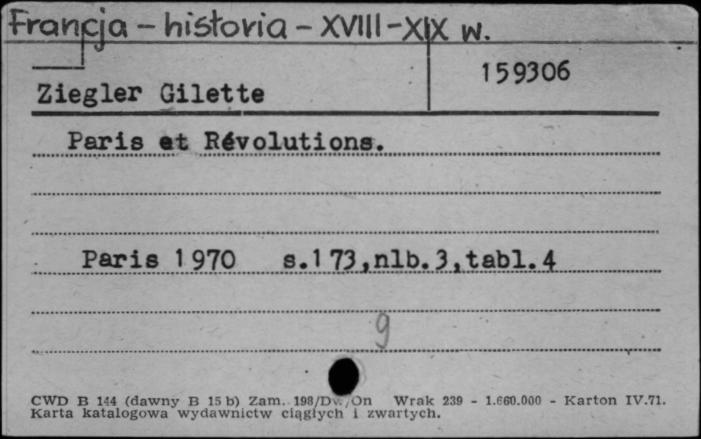 Francja – historia – XVIII–XIX w.
159306
Ziegler Gilette
Paris et Révolutions.
Paris 1970 s.173,nlb.3,tabl.4
9
CWD B 144 (dawny B 15 b) Zam. 198/Dw/On Wrak 239 - 1.660.000 - Karton IV.71.
Karta katalogowa wydawnictw ciągłych i zwartych.